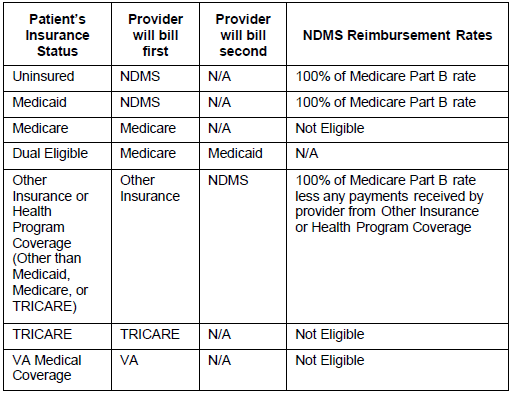 Patient's Insurance Status
Provider will bill first
Provider will bill second
NDMS Reimbursement Rates
Uninsured
NDMS
N/A
100% of Medicare Part B rate
Medicaid
NDMS
N/A
100% of Medicare Part B rate
Medicare
Medicare
N/A
Not Eligible
Dual Eligible
Medicare
Medicaid
N/A
Other
Insurance or
Health
Program
Coverage
(Other than
Medicaid,
Medicare, or
TRICARE)
Other
Insurance
NDMS
100% of Medicare Part B rate
less any payments received by
provider from Other Insurance
or Health Program Coverage
TRICARE
TRICARE
N/A
Not Eligible
VA Medical
Coverage
VA
N/A
Not Eligible